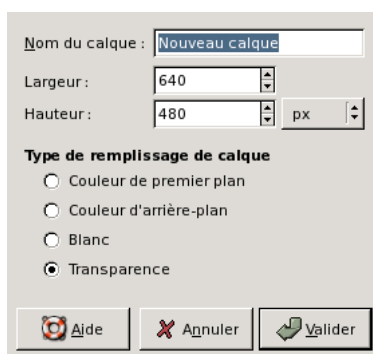 Nom du calque : Nouveau calque
Largeur : 640
Hauteur : 480 px
Type de remplissage de calque
Couleur de premier plan
Couleur d'arrière-plan
Blanc
Transparence
Aide Annuler Valider